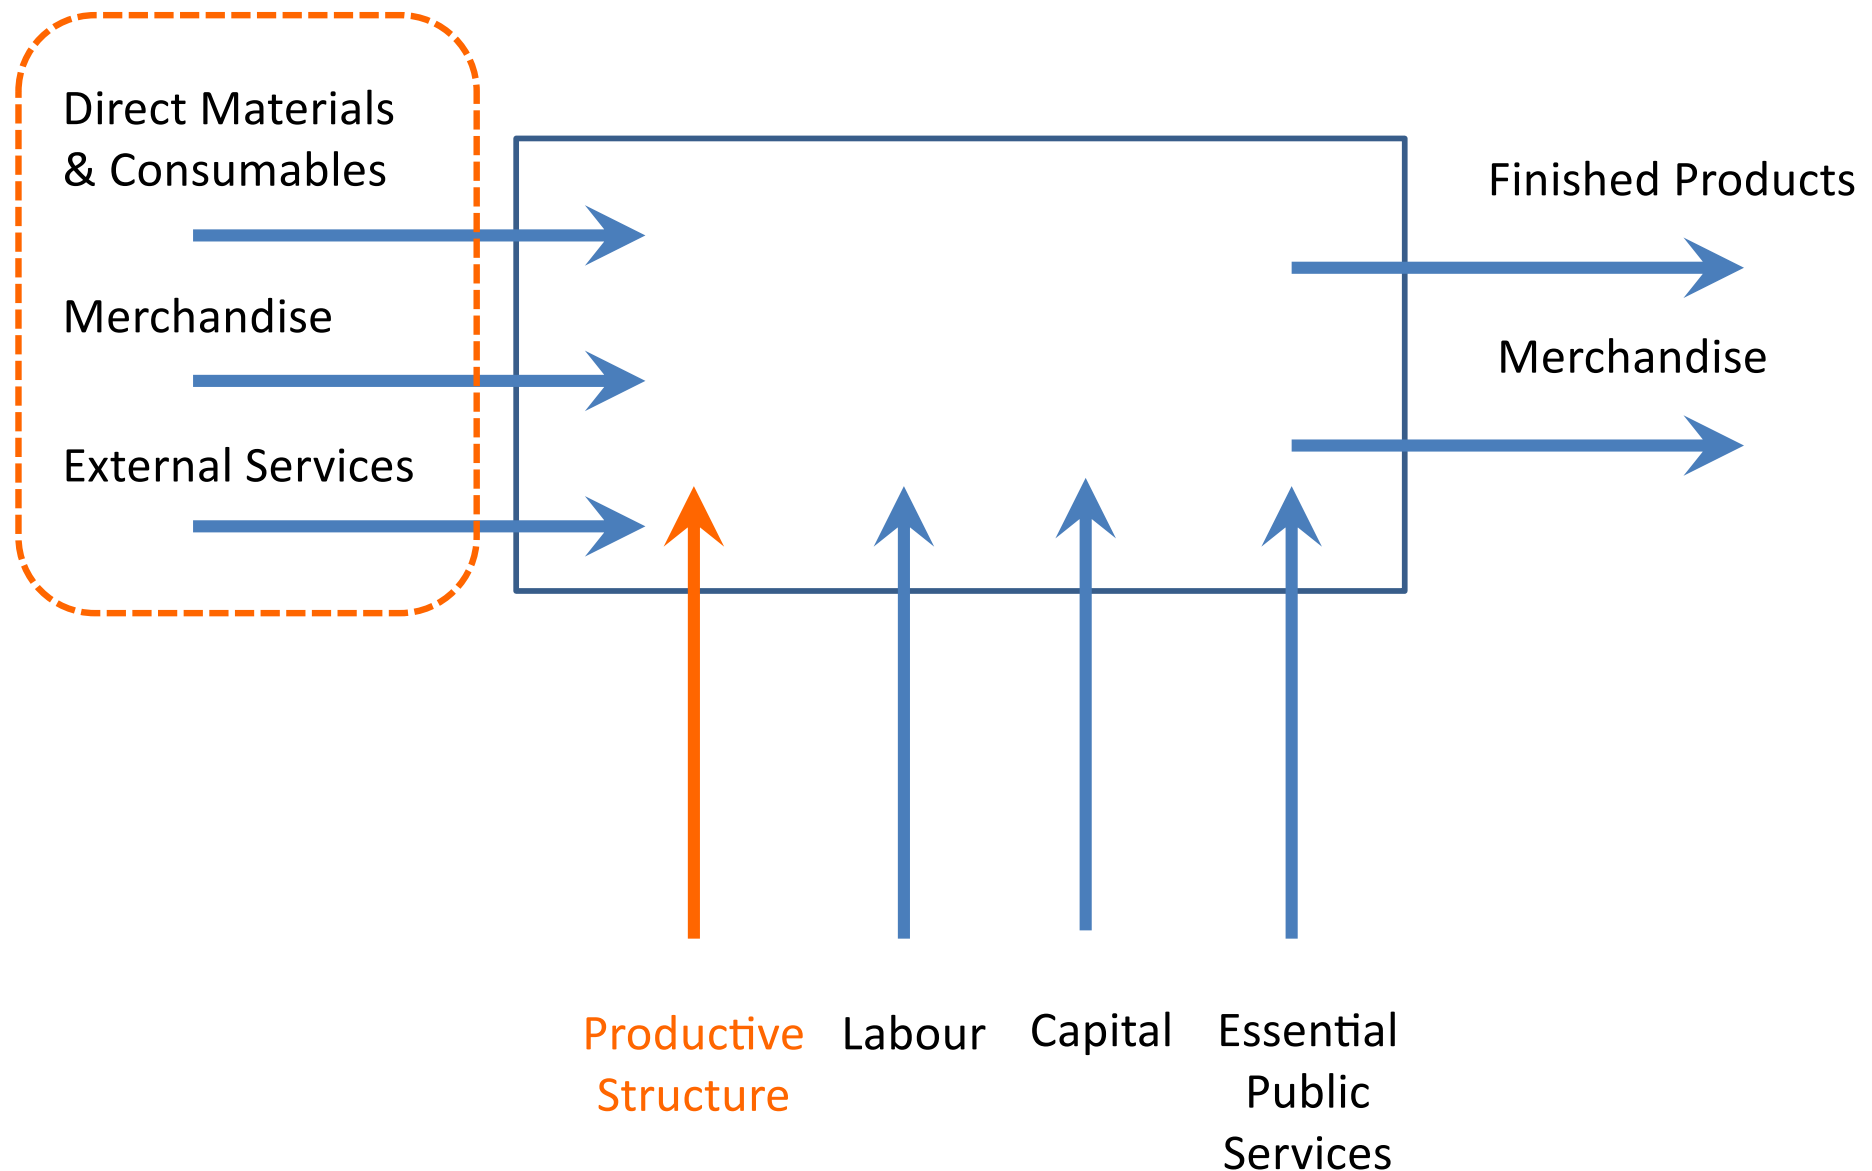 Direct Materials
& Consumables
Merchandise
External Services
Finished Products
Merchandise
Productive
Structure
Labour
Capital
Essential
Public
Services